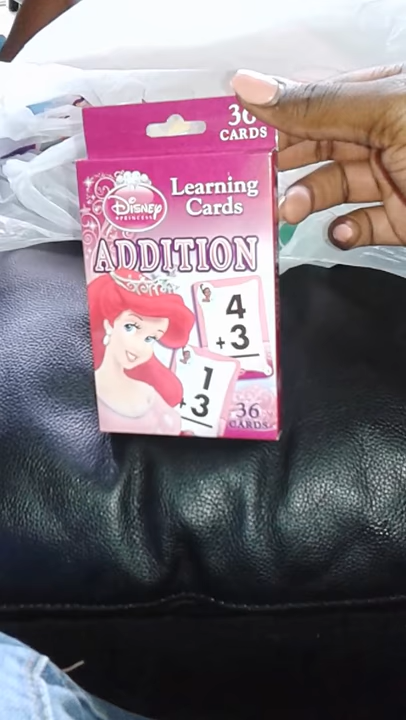 36
CARDS
Learning
Cards
Disney
PRINCESS
ADDITION
4
+3
1
+3
36
CARDS